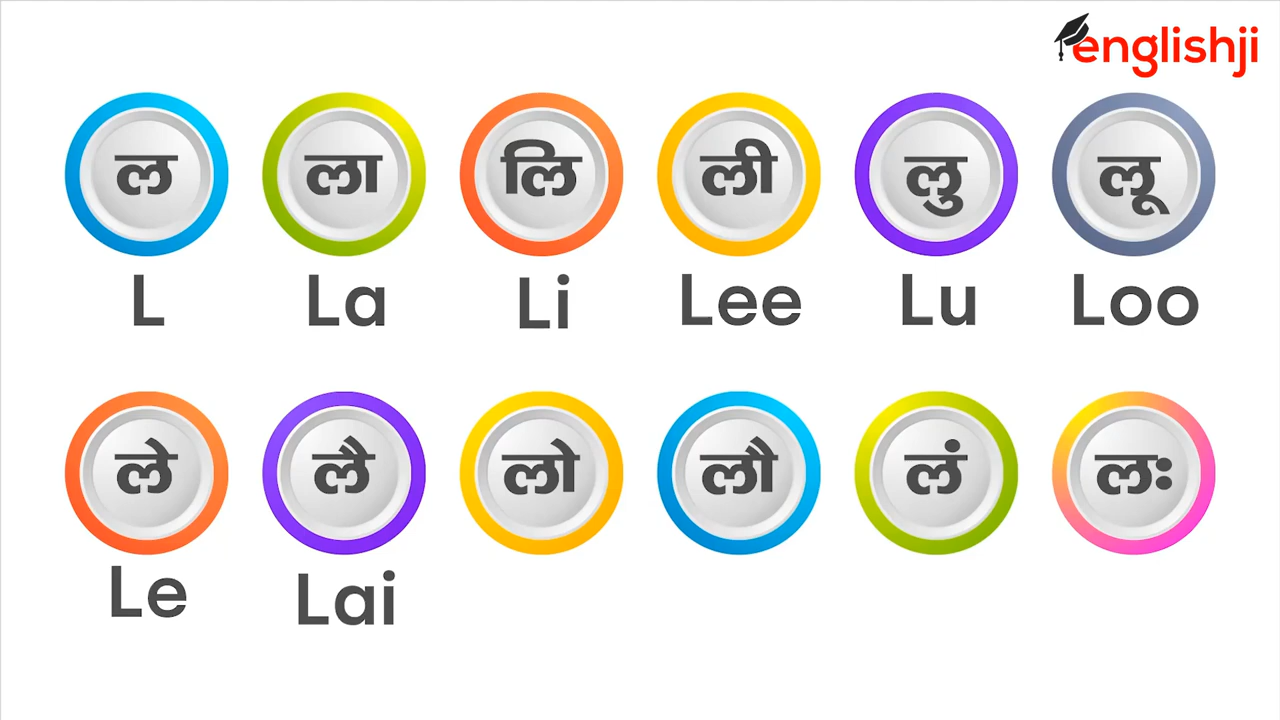 englishji
ल ला लि ली लु लू
L La Li Lee Lu Loo
ले लै लो लौ लं लः
Le Lai